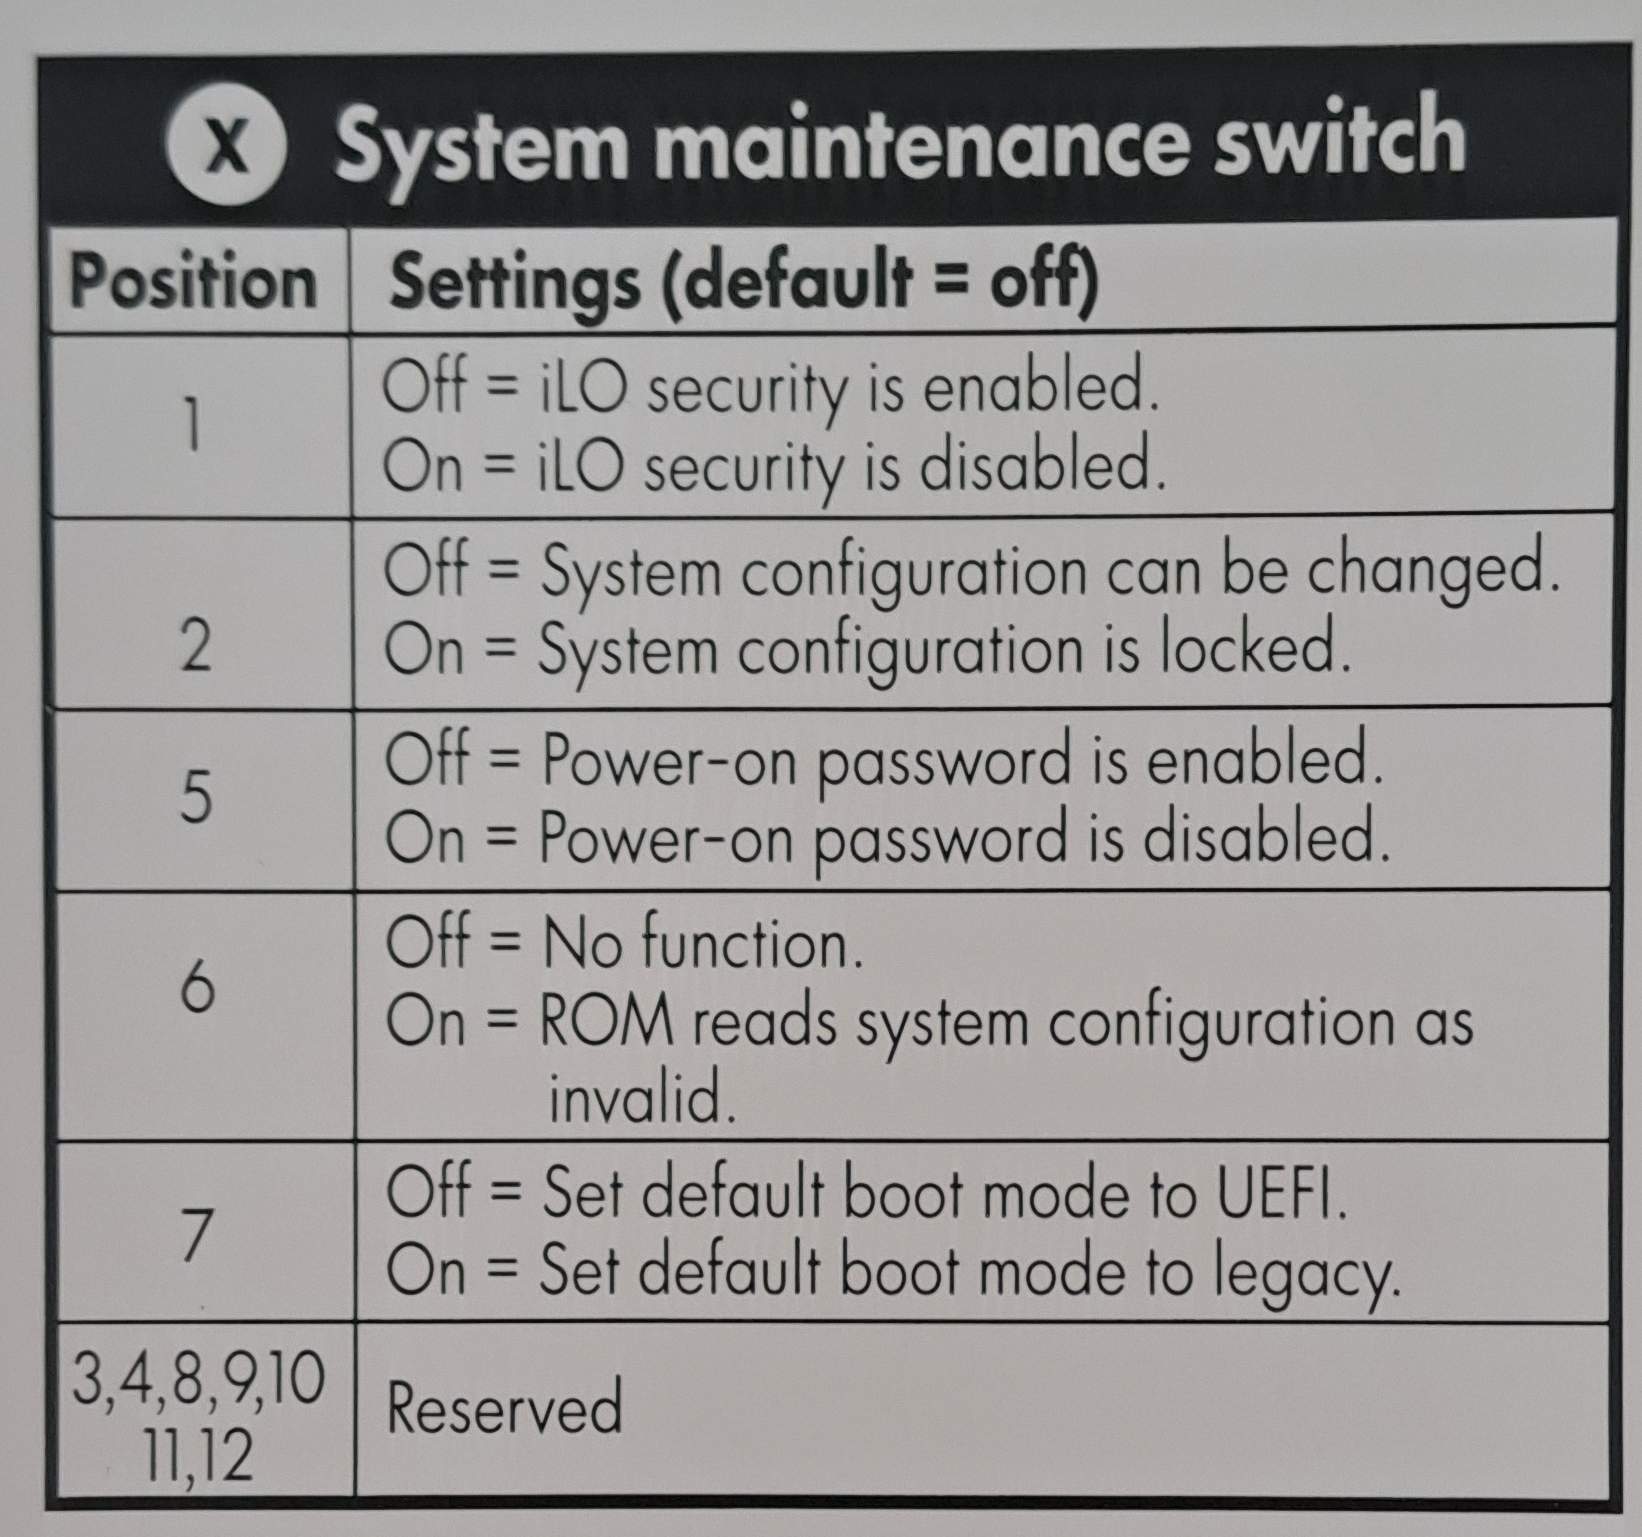 X System maintenance switch
Position Settings (default = off)
1
Off = iLO security is enabled.
On = iLO security is disabled.
2
Off = System configuration can be changed.
On = System configuration is locked.
5
Off = Power-on password is enabled.
On = Power-on password is disabled.
6
Off = No function.
On = ROM reads system configuration as
invalid.
7
Off = Set default boot mode to UEFI.
On = Set default boot mode to legacy.
3,4,8,9,10
11,12
Reserved